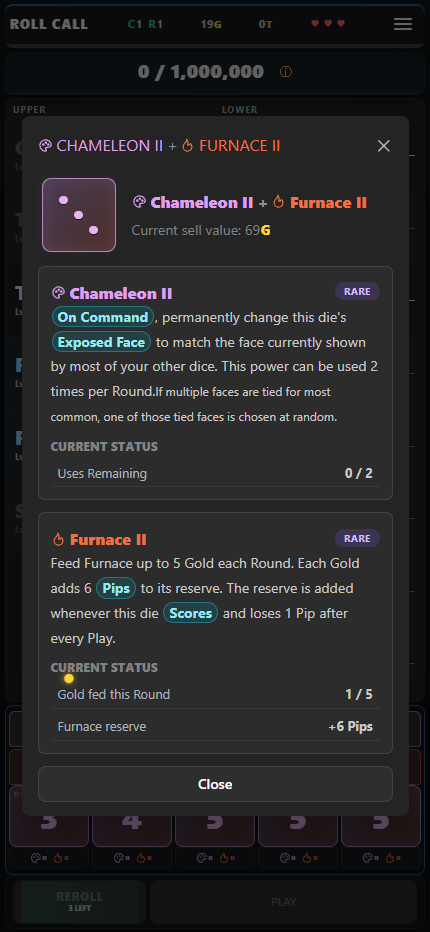 ROLL CALL C1 R1 19G 0T
0 / 1,000,000
UPPER LOWER
CHAMELEON II + FURNACE II
Chameleon II + Furnace II
Current sell value: 69G
Chameleon II RARE
On Command, permanently change this die's
Exposed Face to match the face currently shown
by most of your other dice. This power can be used 2
times per Round.If multiple faces are tied for most
common, one of those tied faces is chosen at random.
CURRENT STATUS
Uses Remaining 0 / 2
Furnace II RARE
Feed Furnace up to 5 Gold each Round. Each Gold
adds 6 Pips to its reserve. The reserve is added
whenever this die Scores and loses 1 Pip after
every Play.
CURRENT STATUS
Gold fed this Round 1 / 5
Furnace reserve +6 Pips
Close
3 4 5 5 5
REROLL PLAY
3 LEFT